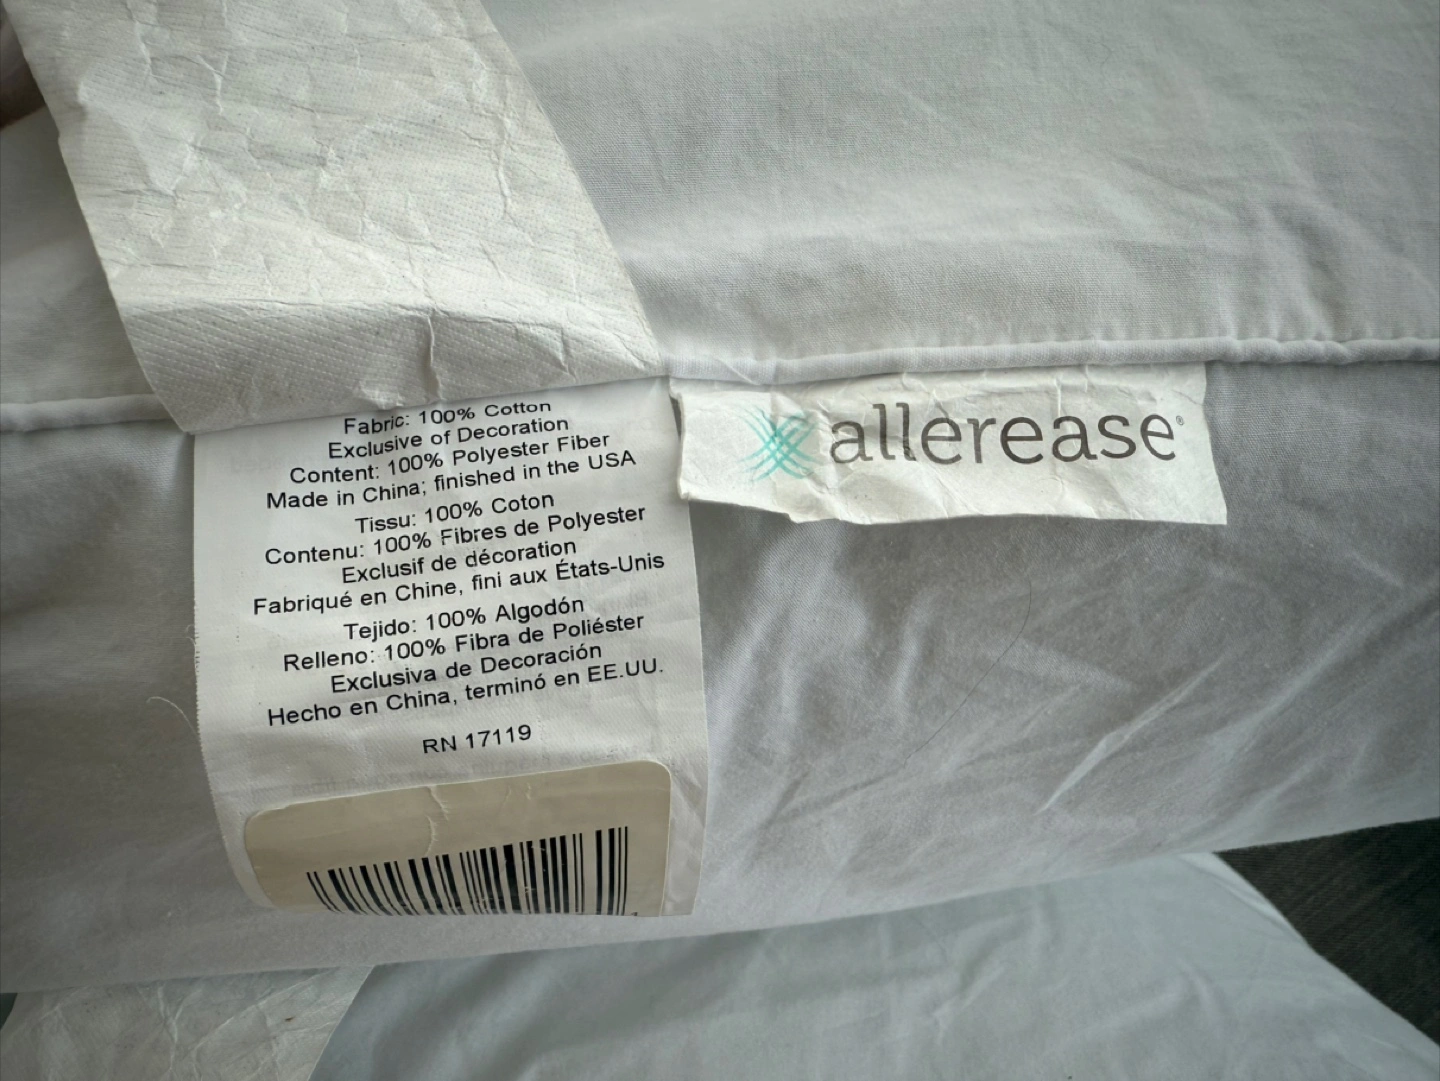 Fabric: 100% Cotton
Exclusive of Decoration
Content: 100% Polyester Fiber
Made in China; finished in the USA
Tissu: 100% Coton
Contenu: 100% Fibres de Polyester
Exclusif de décoration
Fabriqué en Chine, fini aux États-Unis
Tejido: 100% Algodón
Relleno: 100% Fibra de Poliéster
Exclusiva de Decoración
Hecho en China, terminó en EE.UU.
RN 17119
allerease®